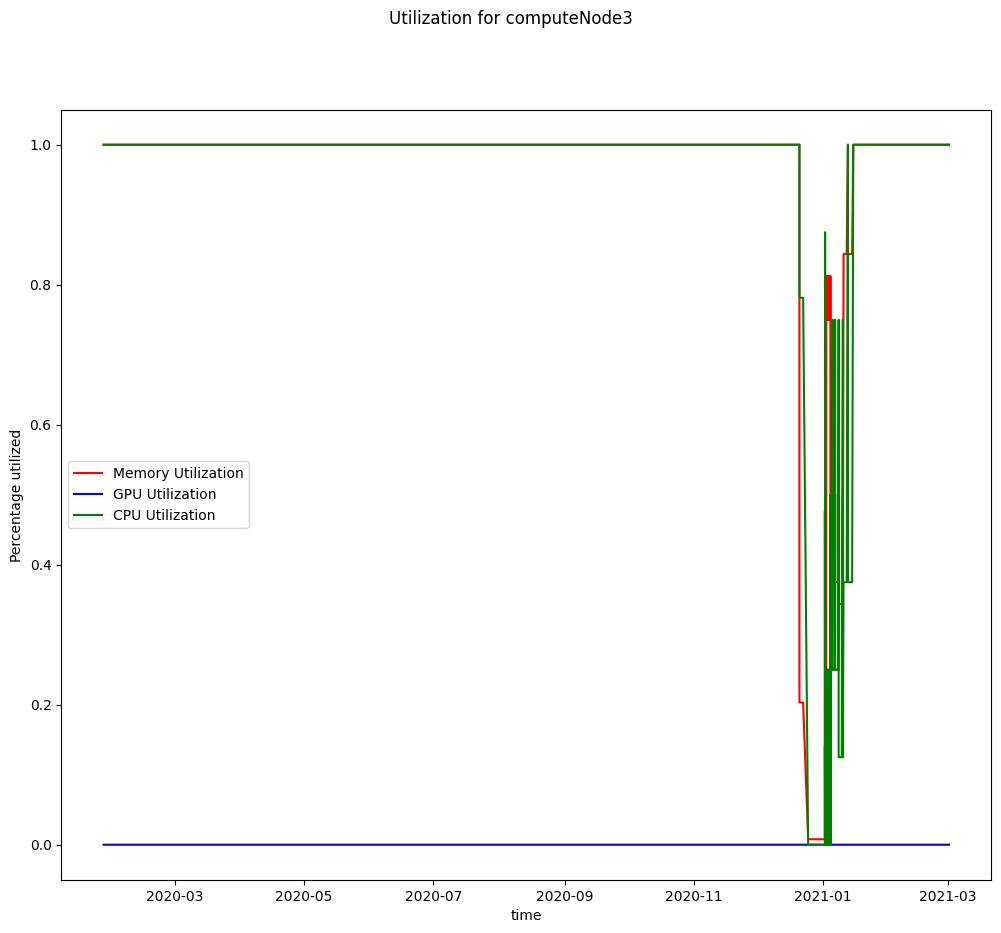 Utilization for computeNode3
1.0
0.8
0.6
0.4
0.2
0.0
Percentage utilized
Memory Utilization
GPU Utilization
CPU Utilization
2020-03 2020-05 2020-07 2020-09 2020-11 2021-01 2021-03
time